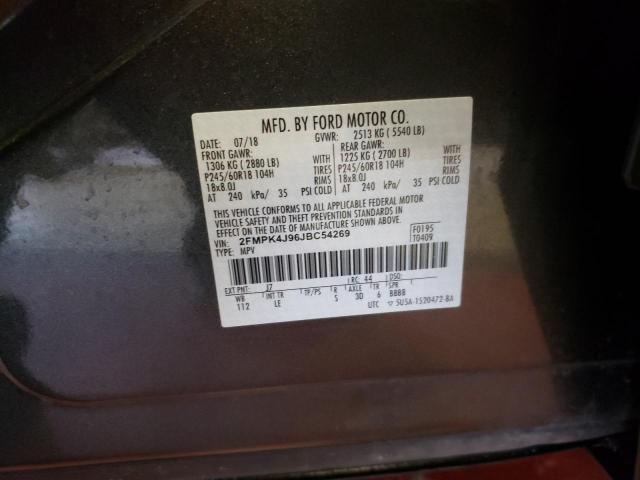 MFD. BY FORD MOTOR CO.
DATE: 07/18 GVWR: 2513 KG ( 5540 LB)
FRONT GAWR: REAR GAWR:
1306 KG ( 2880 LB) WITH 1225 KG ( 2700 LB) WITH
P245/60R18 104H TIRES P245/60R18 104H TIRES
18x8.0J RIMS 18x8.0J RIMS
AT 240 kPa/ 35 PSI COLD AT 240 kPa/ 35 PSI COLD
THIS VEHICLE CONFORMS TO ALL APPLICABLE FEDERAL MOTOR
VEHICLE SAFETY AND THEFT PREVENTION STANDARDS IN
EFFECT ON THE DATE OF MANUFACTURE SHOWN ABOVE.
VIN: 2FMPK4J96JBC54269 F0195
TYPE: MPV T0409
EXT PNT: J7 RC: 44 DSO:
WB INT TR TP/PS R AXLE TR SPR
112 LE S 3D 6 BBBB
UTC ▽ 5U5A-1520472-BA